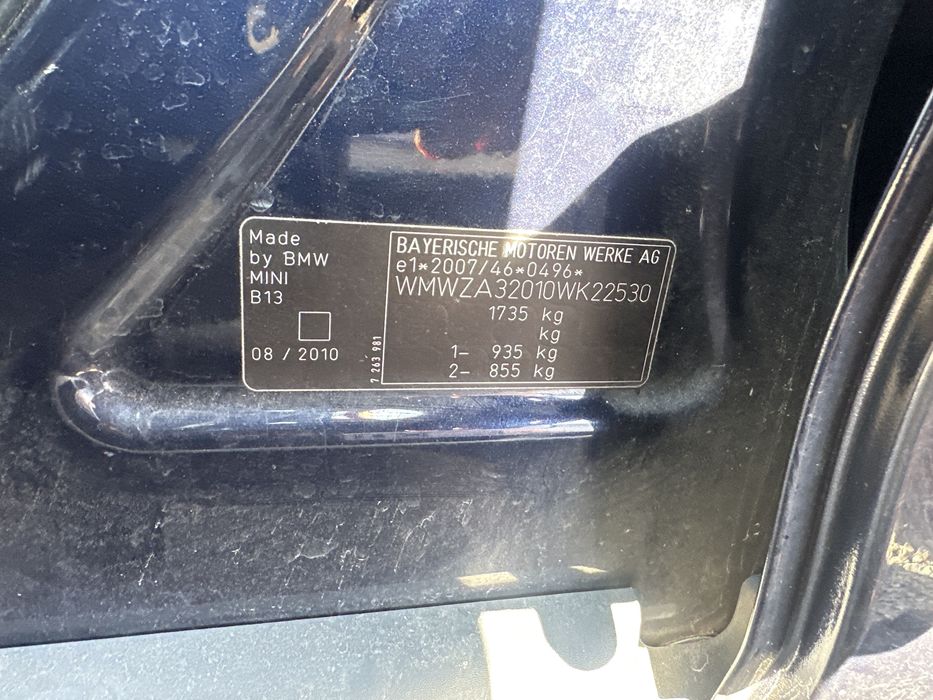 Made
by BMW
MINI
B13
08 / 2010
7 263 981
BAYERISCHE MOTOREN WERKE AG
e1*2007/46*0496*
WMWZA32010WK22530
1735 kg
kg
1- 935 kg
2- 855 kg